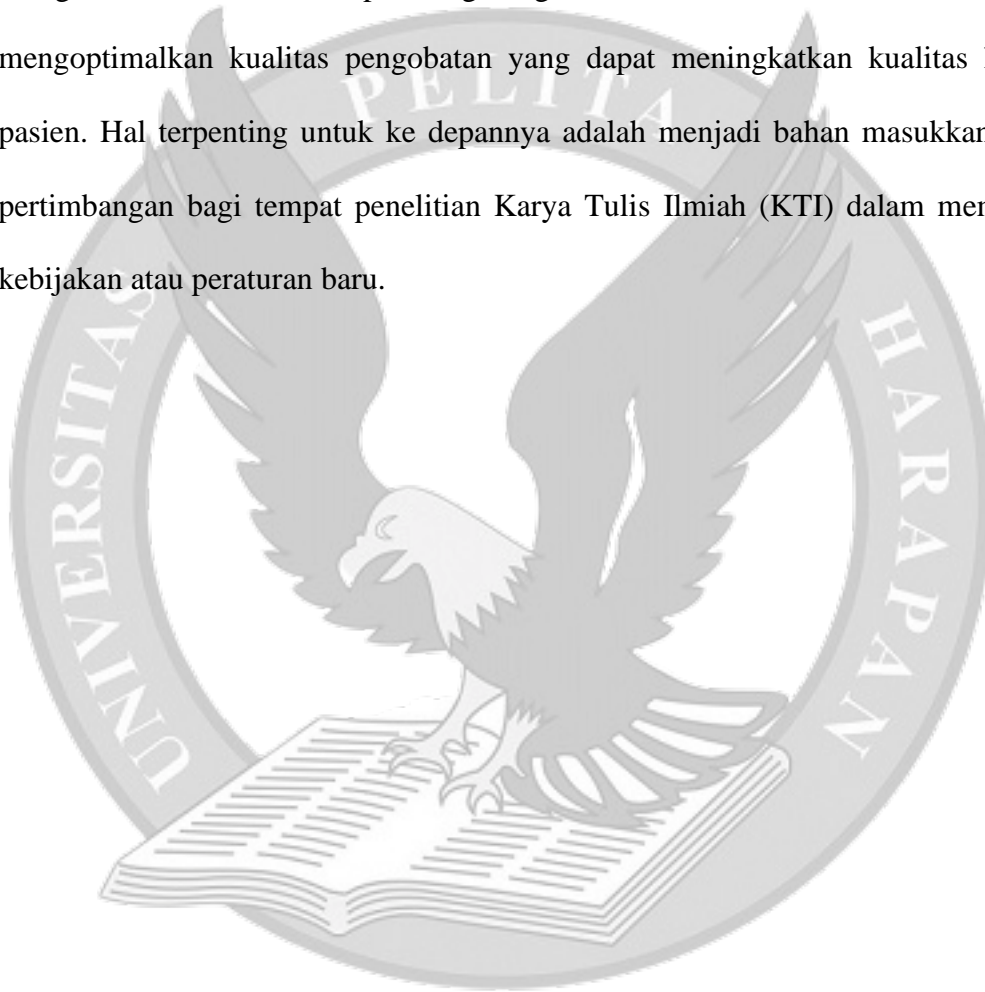 mengoptimalkan kualitas pengobatan yang dapat meningkatkan kualitas
pasien. Hal terpenting untuk ke depannya adalah menjadi bahan masukkan
pertimbangan bagi tempat penelitian Karya Tulis Ilmiah (KTI) dalam
kebijakan atau peraturan baru.
UNIVERSITAS PELITA HARAPAN